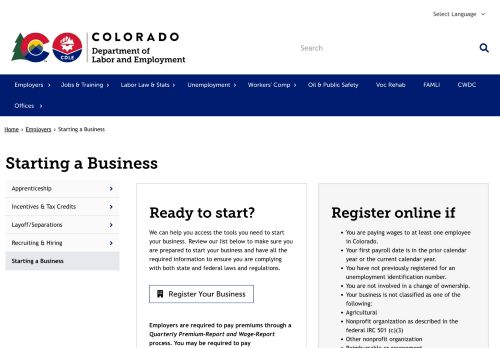 Select Language
COLORADO
Department of
Labor and Employment
CDLE
Search
Employers
Jobs & Training
Labor Law & Stats
Unemployment
Workers' Comp
Oil & Public Safety
Voc Rehab
FAMLI
CWDC
Offices
Home › Employers › Starting a Business
Starting a Business
Apprenticeship
Incentives & Tax Credits
Layoff/Separations
Recruiting & Hiring
Starting a Business
Ready to start?
We can help you access the tools you need to start
your business. Review our list below to make sure you
are prepared to start your business and have all the
required information to ensure you are complying
with both state and federal laws and regulations.
Register Your Business
Employers are required to pay premiums through a
Quarterly Premium-Report and Wage-Report
process. You may be required to pay
Register online if
• You are paying wages to at least one employee
in Colorado.
• Your first payroll date is in the prior calendar
year or the current calendar year.
• You have not previously registered for an
unemployment identification number.
• You are not involved in a change of ownership.
• Your business is not classified as one of the
following:
• Agricultural
• Nonprofit organization as described in the
federal IRC 501 (c)(3)
• Other nonprofit organization